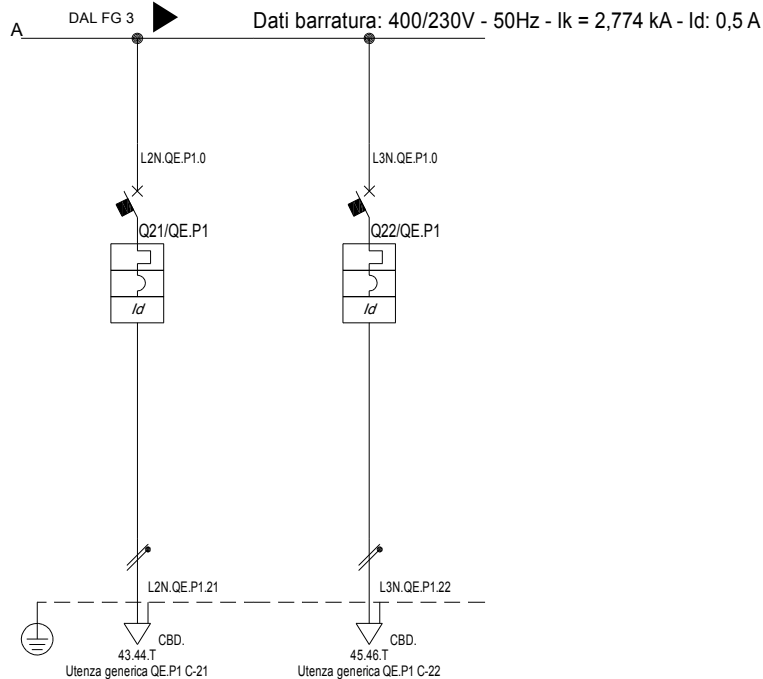 DAL FG 3
Dati barratura: 400/230V - 50Hz - Ik = 2,774 kA - Id: 0,5 A
A
L2N.QE.P1.0
L3N.QE.P1.0
Q21/QE.P1
Q22/QE.P1
Id
Id
L2N.QE.P1.21
L3N.QE.P1.22
CBD.
CBD.
43.44.T
45.46.T
Utenza generica QE.P1 C-21
Utenza generica QE.P1 C-22